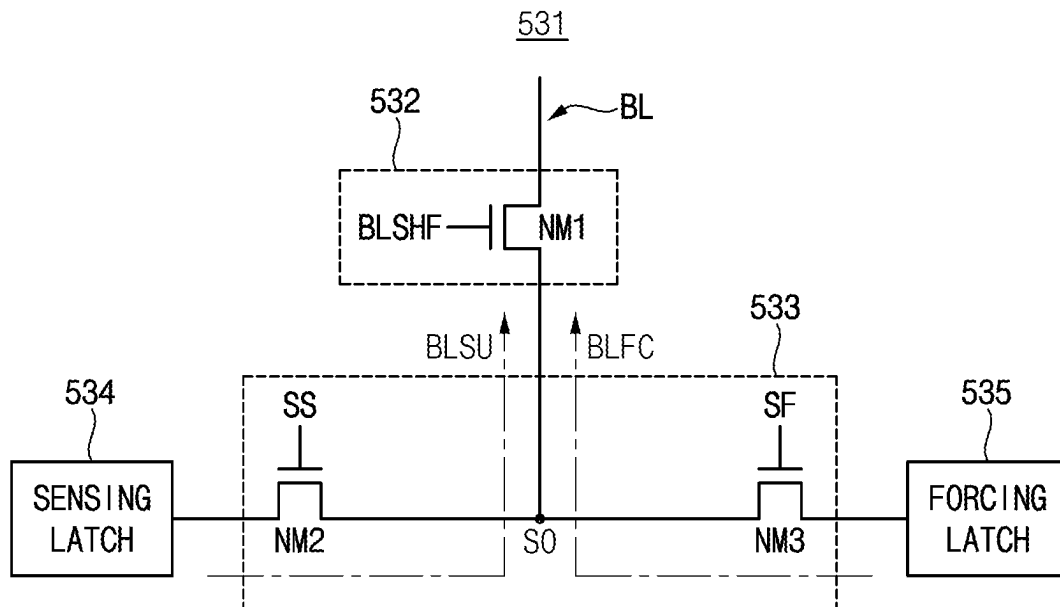 531
532
BL
BLSHF
NM1
533
BLSU
BLFC
534
SS
SF
535
SENSING
LATCH
NM2
SO
NM3
FORCING
LATCH